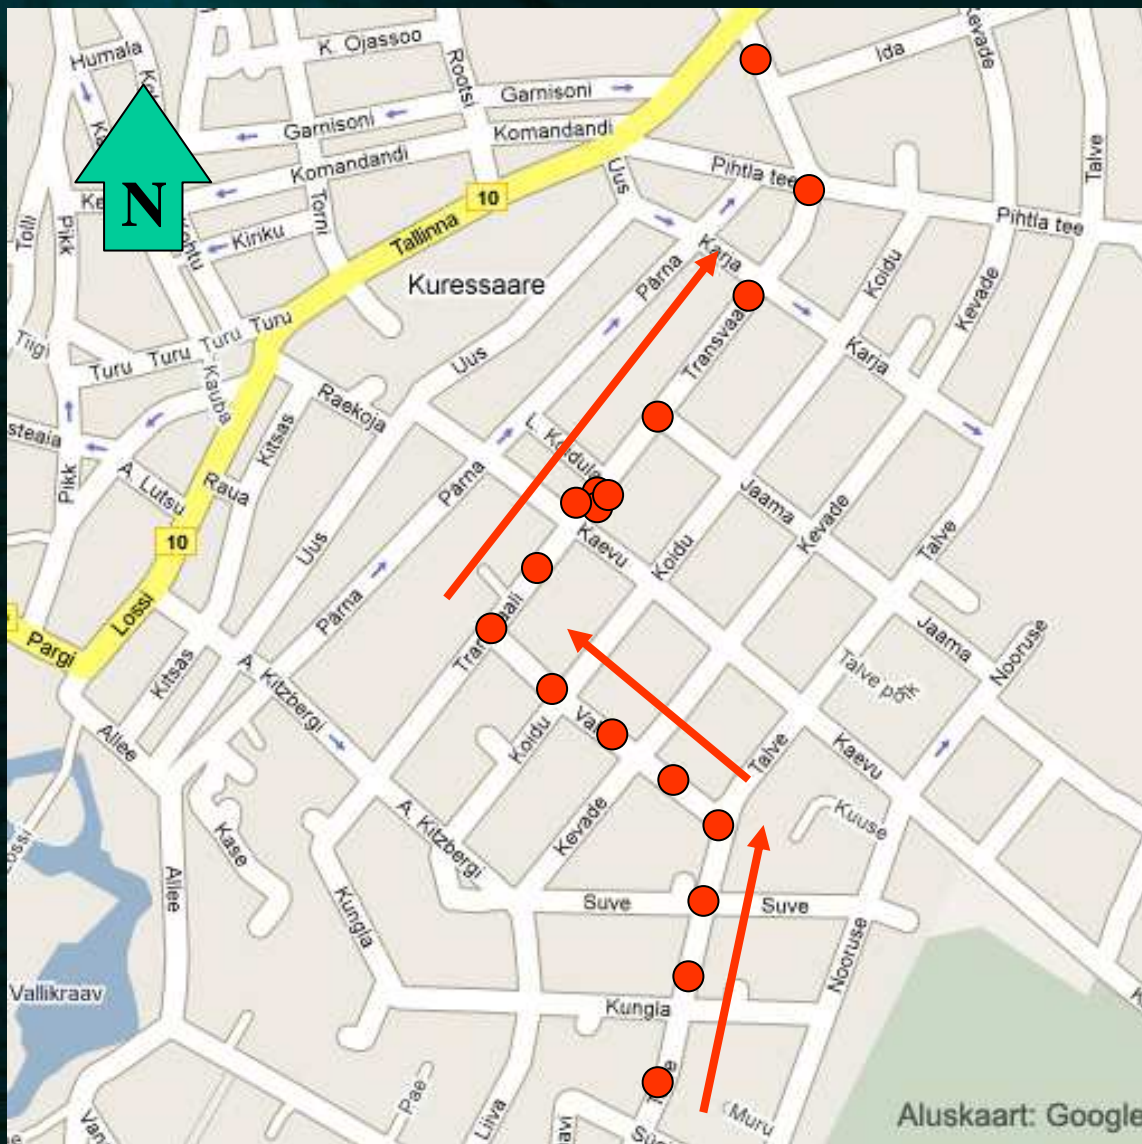 Humala
K. Ojassoo
Rootsi
Ida
Kevade
Garnisoni
Garnisoni
Komandandi
Komandandi
Uus
Pihtla tee
Talve
N
Tolli
Pikk
Kohtu
Kiriku
Torni
10
Tallinna
Pihtla tee
Kuressaare
Pärna
Karja
Koidu
Kevade
Tiigi
Turu
Turu
Turu
Turu
Kauba
Uus
Raekoja
Transvaa
Karja
steaia
Pikk
A. Lutsu
Raua
Kitsas
Pärna
L. Koidula
Jaama
Kevade
Talve
10
Uus
Kaevu
Koidu
Lossi
Pargi
Pärna
Jaama
Nooruse
Kitsas
A. Kitzbergi
Talve põik
Allee
Koidu
Talve
Kaevu
Kuuse
Kase
A. Kitzbergi
Kevade
Allee
Kungla
Suve
Suve
Nooruse
Vallikraav
Kungla
Pae
Liiva
Muru
Aluskaart: Google